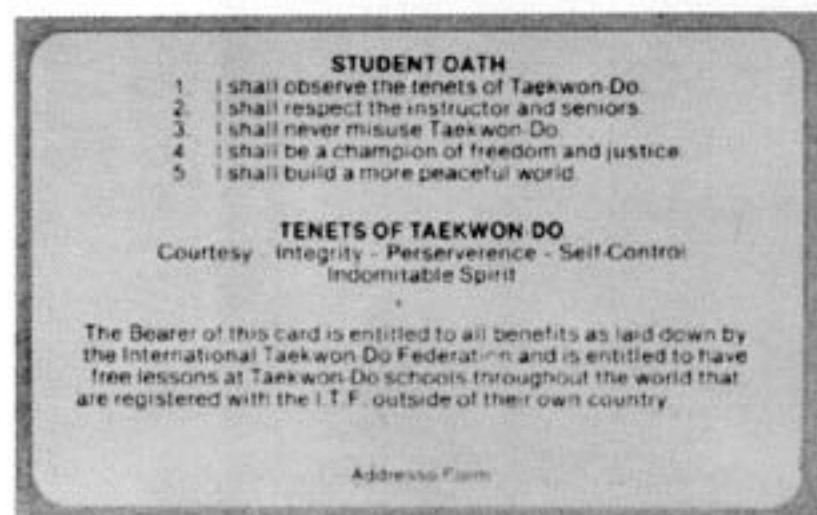 STUDENT OATH
1. I shall observe the tenets of Taekwon-Do.
2. I shall respect the instructor and seniors.
3. I shall never misuse Taekwon-Do.
4 I shall be a champion of freedom and justice
5 I shall build a more peaceful world.
TENETS OF TAEKWON-DO
Courtesy - Integrity - Perserverence - Self-Control
Indomitable Spirit
The Bearer of this card is entitled to all benefits as laid down by
the International Taekwon-Do Federation and is entitled to have
free lessons at Taekwon-Do schools throughout the world that
are registered with the I.T.F. outside of their own country